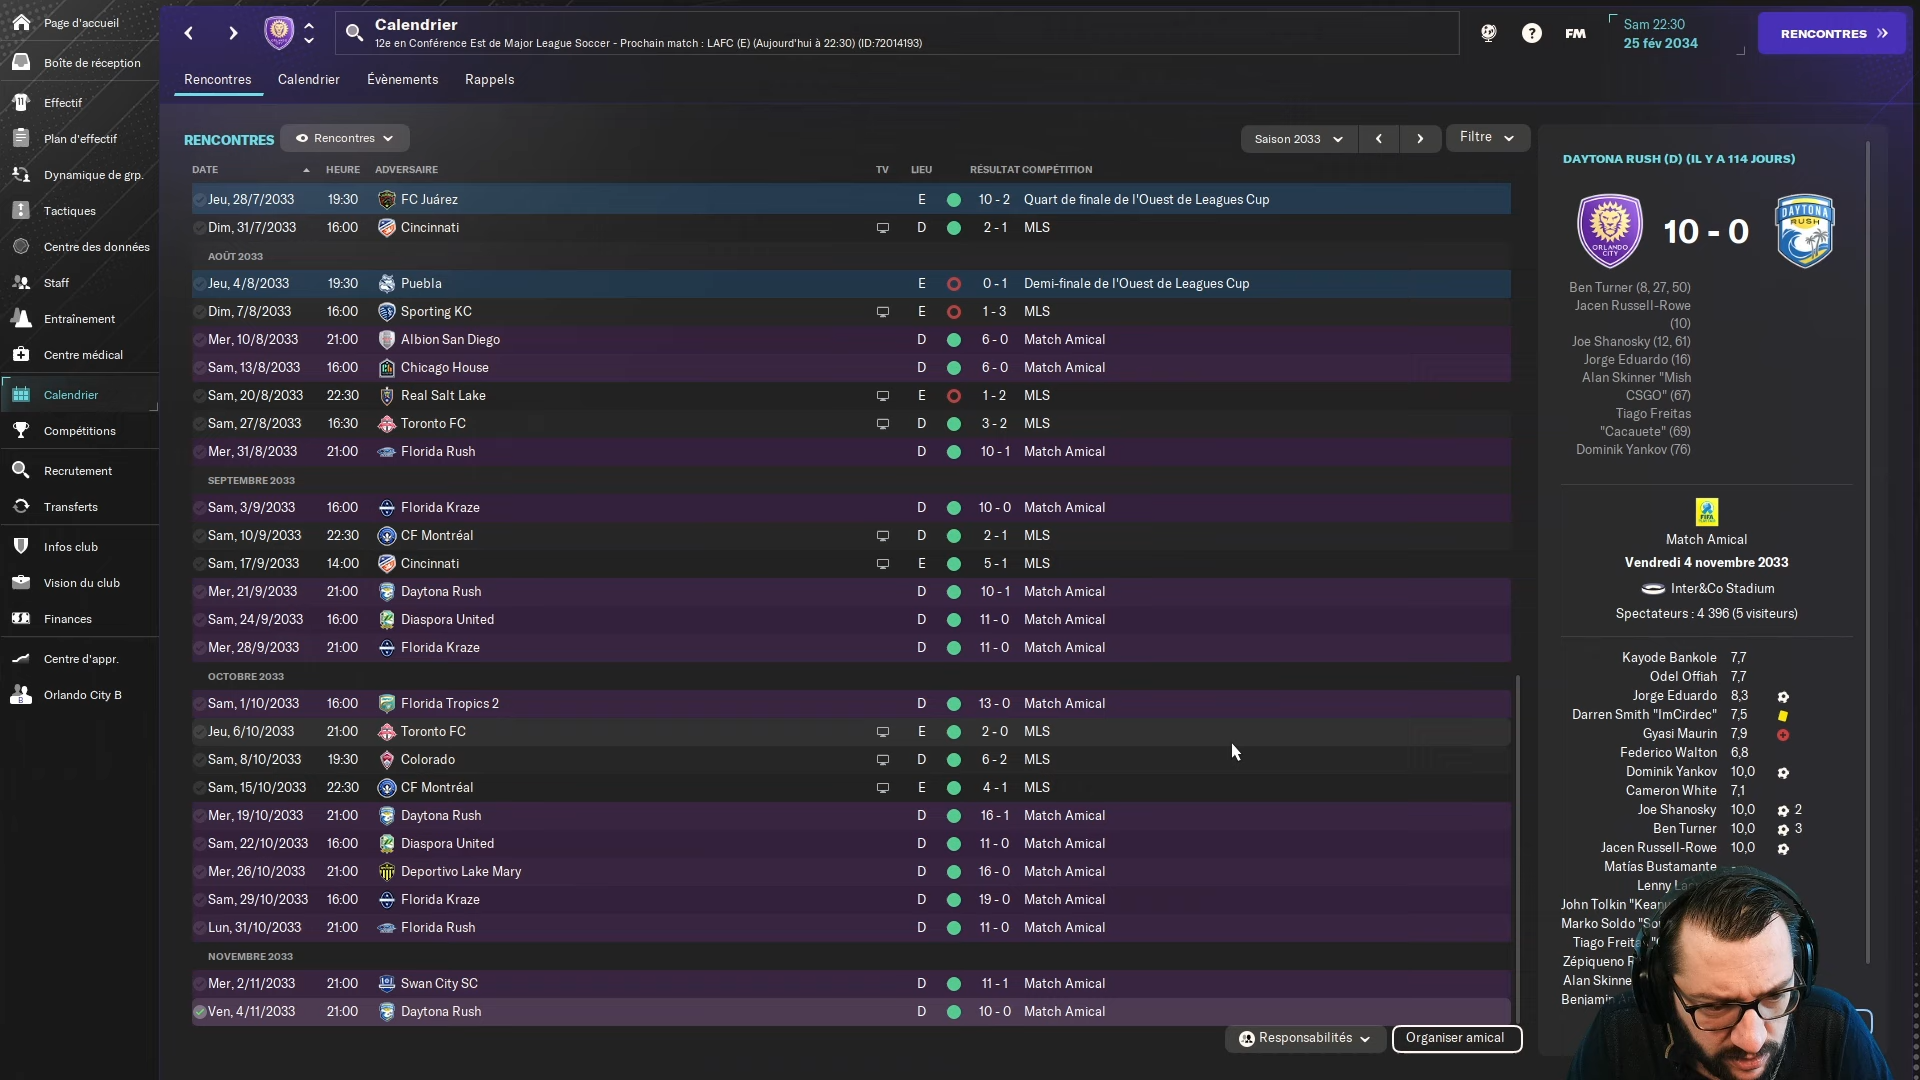 Page d'accueil
Boîte de réception
Effectif
Plan d'effectif
Dynamique de grp.
Tactiques
Centre des données
Staff
Entraînement
Centre médical
Calendrier
Compétitions
Recrutement
Transferts
Infos club
Vision du club
Finances
Centre d'appr.
Orlando City B
Calendrier
12e en Conférence Est de Major League Soccer - Prochain match : LAFC (E) (Aujourd'hui à 22:30) (ID:72014193)
FM
Sam 22:30
25 fév 2034
RENCONTRES
Rencontres Calendrier Évènements Rappels
RENCONTRES Rencontres Saison 2033 Filtre
DATE HEURE ADVERSAIRE TV LIEU RÉSULTAT COMPÉTITION
Jeu, 28/7/2033 19:30 FC Juárez E 10 - 2 Quart de finale de l'Ouest de Leagues Cup
Dim, 31/7/2033 16:00 Cincinnati D 2 - 1 MLS
AOÛT 2033
Jeu, 4/8/2033 19:30 Puebla E 0 - 1 Demi-finale de l'Ouest de Leagues Cup
Dim, 7/8/2033 16:00 Sporting KC E 1 - 3 MLS
Mer, 10/8/2033 21:00 Albion San Diego D 6 - 0 Match Amical
Sam, 13/8/2033 16:00 Chicago House D 6 - 0 Match Amical
Sam, 20/8/2033 22:30 Real Salt Lake E 1 - 2 MLS
Sam, 27/8/2033 16:30 Toronto FC D 3 - 2 MLS
Mer, 31/8/2033 21:00 Florida Rush D 10 - 1 Match Amical
SEPTEMBRE 2033
Sam, 3/9/2033 16:00 Florida Kraze D 10 - 0 Match Amical
Sam, 10/9/2033 22:30 CF Montréal D 2 - 1 MLS
Sam, 17/9/2033 14:00 Cincinnati E 5 - 1 MLS
Mer, 21/9/2033 21:00 Daytona Rush D 10 - 1 Match Amical
Sam, 24/9/2033 16:00 Diaspora United D 11 - 0 Match Amical
Mer, 28/9/2033 21:00 Florida Kraze D 11 - 0 Match Amical
OCTOBRE 2033
Sam, 1/10/2033 16:00 Florida Tropics 2 D 13 - 0 Match Amical
Jeu, 6/10/2033 21:00 Toronto FC E 2 - 0 MLS
Sam, 8/10/2033 19:30 Colorado D 6 - 2 MLS
Sam, 15/10/2033 22:30 CF Montréal E 4 - 1 MLS
Mer, 19/10/2033 21:00 Daytona Rush D 16 - 1 Match Amical
Sam, 22/10/2033 16:00 Diaspora United D 11 - 0 Match Amical
Mer, 26/10/2033 21:00 Deportivo Lake Mary D 16 - 0 Match Amical
Sam, 29/10/2033 16:00 Florida Kraze D 19 - 0 Match Amical
Lun, 31/10/2033 21:00 Florida Rush D 11 - 0 Match Amical
NOVEMBRE 2033
Mer, 2/11/2033 21:00 Swan City SC D 11 - 1 Match Amical
Ven, 4/11/2033 21:00 Daytona Rush D 10 - 0 Match Amical
Responsabilités Organiser amical
DAYTONA RUSH (D) (IL Y A 114 JOURS)
ORLANDO CITY
10 - 0
DAYTONA RUSH
Ben Turner (8, 27, 50)
Jacen Russell-Rowe
(10)
Joe Shanosky (12, 61)
Jorge Eduardo (16)
Alan Skinner "Mish
CSGO" (67)
Tiago Freitas
"Cacauete" (69)
Dominik Yankov (76)
Match Amical
Vendredi 4 novembre 2033
Inter&Co Stadium
Spectateurs : 4 396 (5 visiteurs)
Kayode Bankole 7,7
Odel Offiah 7,7
Jorge Eduardo 8,3
Darren Smith "ImCirdec" 7,5
Gyasi Maurin 7,9
Federico Walton 6,8
Dominik Yankov 10,0
Cameron White 7,1
Joe Shanosky 10,0 2
Ben Turner 10,0 3
Jacen Russell-Rowe 10,0
Matías Bustamante -
Lenny
John Tolkin
Marko Soldo
Tiago
Zépiqueno
Alan